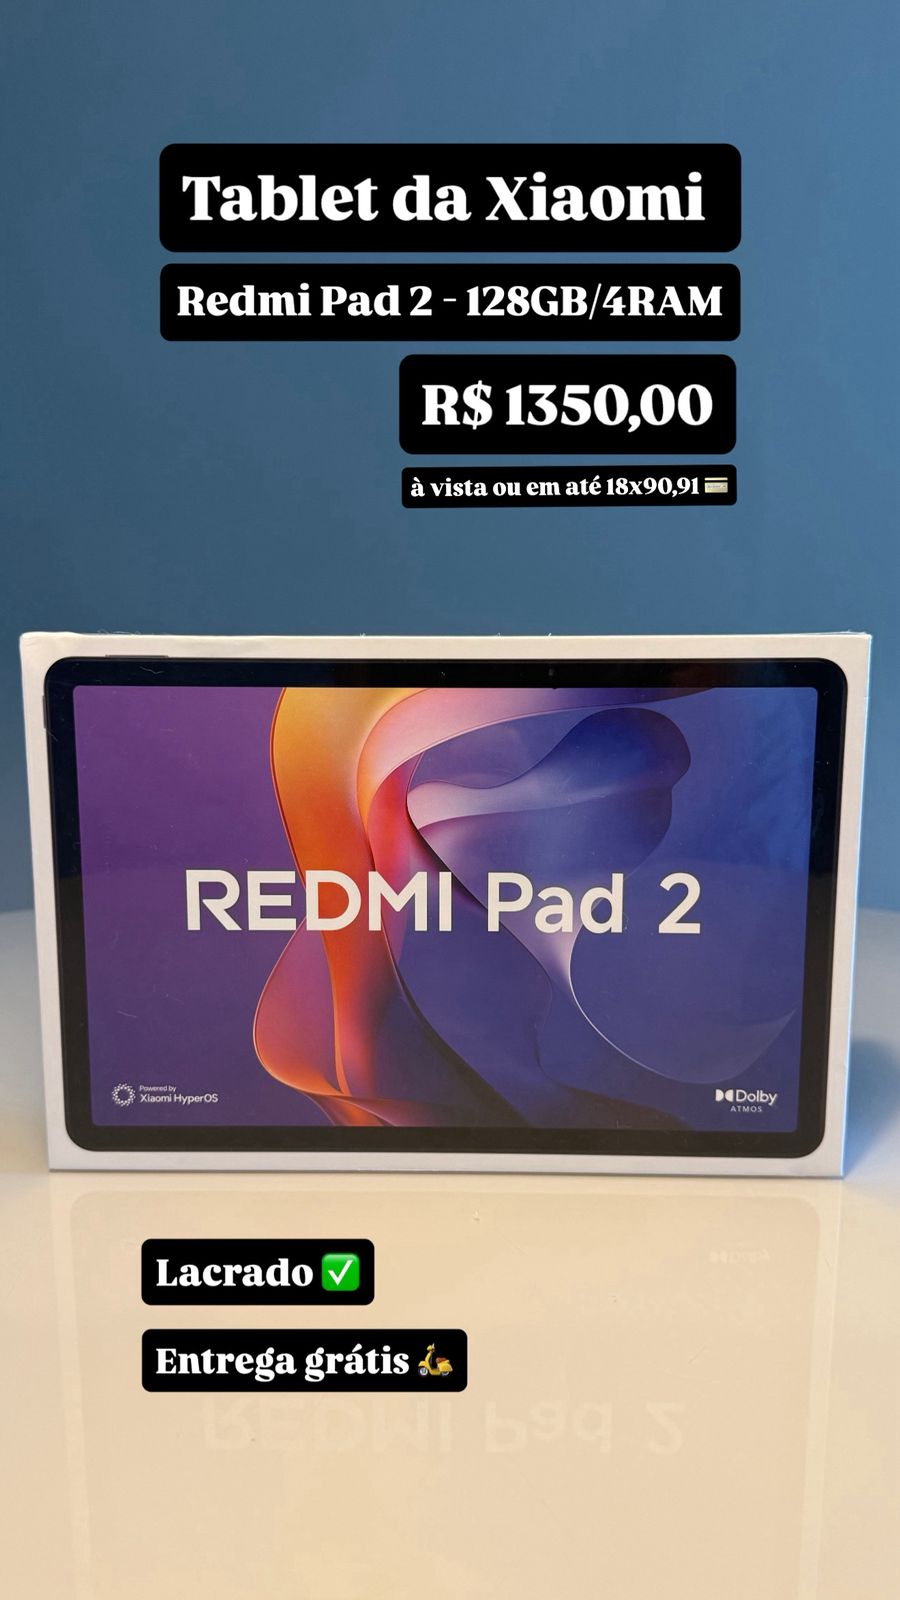 Tablet da Xiaomi
Redmi Pad 2 - 128GB/4RAM
R$ 1350,00
à vista ou em até 18x90,91 💳
REDMI Pad 2
Powered by
Xiaomi HyperOS
Dolby
ATMOS
Lacrado ✅
Entrega grátis 🛵